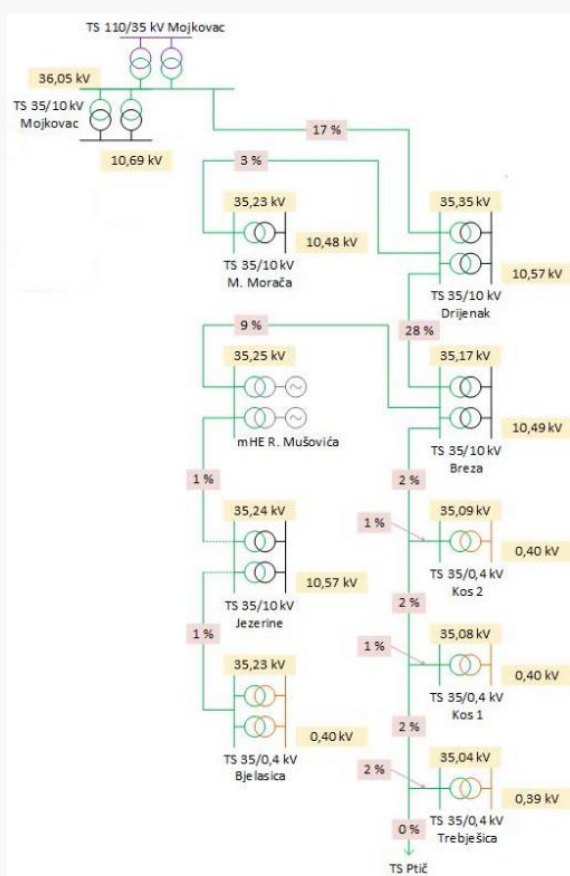 TS 110/35 kV Mojkovac
36,05 kV
TS 35/10 kV
Mojkovac
10,69 kV
17 %
3 %
35,23 kV
10,48 kV
TS 35/10 kV
M. Morača
35,35 kV
10,57 kV
TS 35/10 kV
Drijenak
28 %
9 %
35,25 kV
mHE R. Mušovića
35,17 kV
10,49 kV
TS 35/10 kV
Breza
1 %
2 %
35,24 kV
10,57 kV
TS 35/10 kV
Jezerine
1 %
35,09 kV
0,40 kV
TS 35/0,4 kV
Kos 2
2 %
1 %
35,23 kV
0,40 kV
TS 35/0,4 kV
Bjelasica
1 %
35,08 kV
0,40 kV
TS 35/0,4 kV
Kos 1
2 %
35,04 kV
2 %
0,39 kV
TS 35/0,4 kV
Trebješica
0 %
TS Ptič